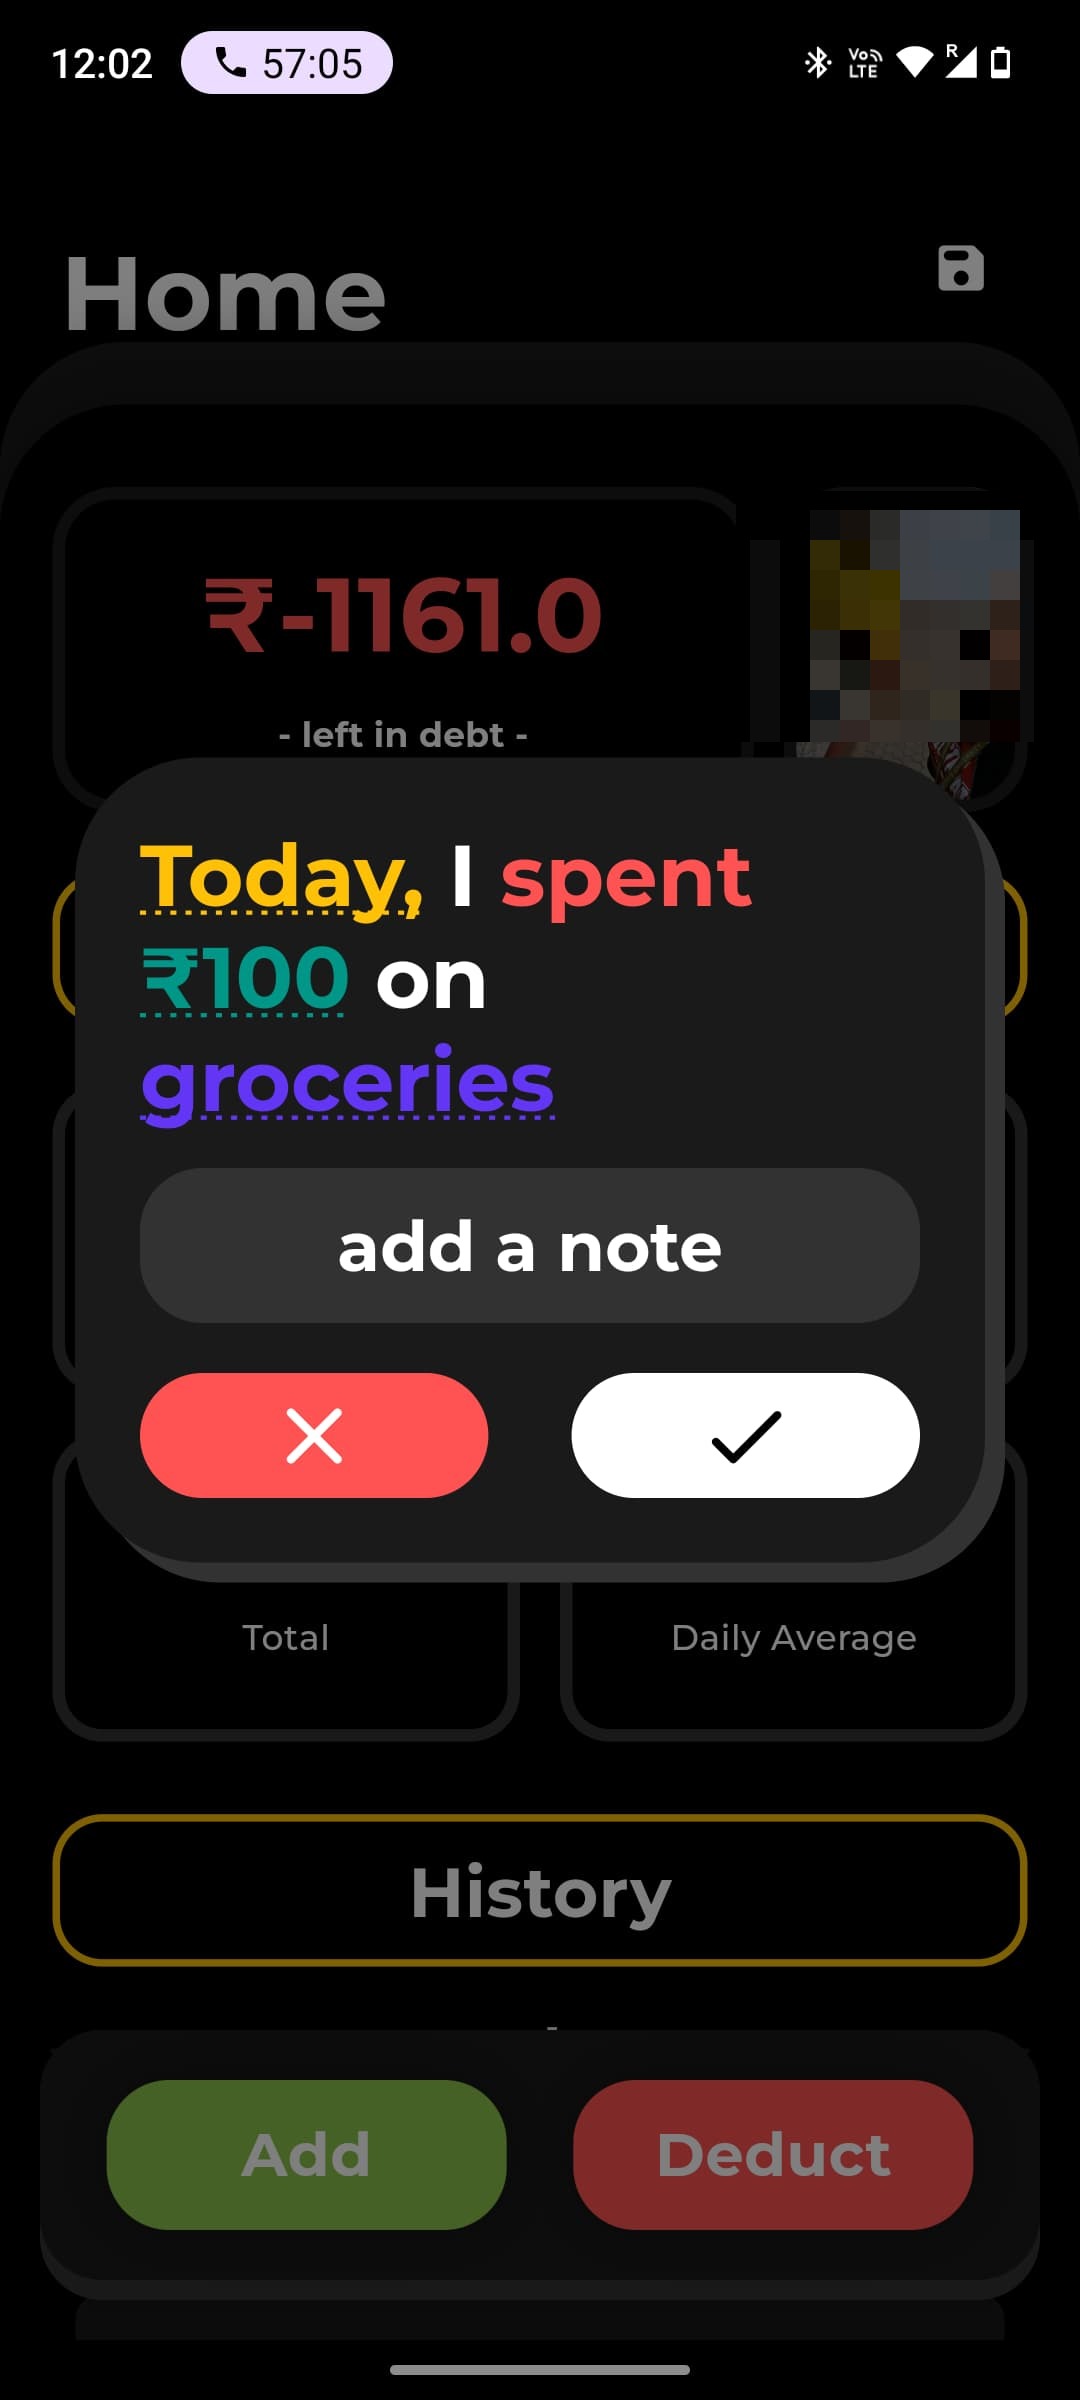 12:02 57:05 Vo LTE R
Home
₹-1161.0
- left in debt -
Today, I spent
₹100 on
groceries
add a note
Total Daily Average
History
-
Add Deduct